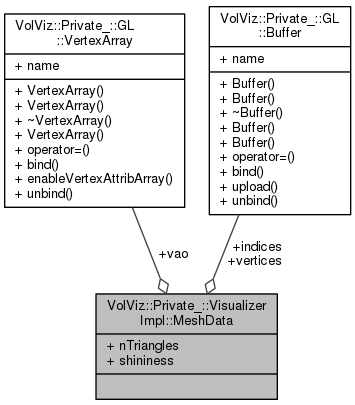 VolViz::Private_::GL
::VertexArray
+ name
+ VertexArray()
+ VertexArray()
+ ~VertexArray()
+ VertexArray()
+ operator=()
+ bind()
+ enableVertexAttribArray()
+ unbind()
VolViz::Private_::GL
::Buffer
+ name
+ Buffer()
+ Buffer()
+ ~Buffer()
+ Buffer()
+ Buffer()
+ operator=()
+ bind()
+ upload()
+ unbind()
+vao
+indices
+vertices
VolViz::Private_::Visualizer
Impl::MeshData
+ nTriangles
+ shininess